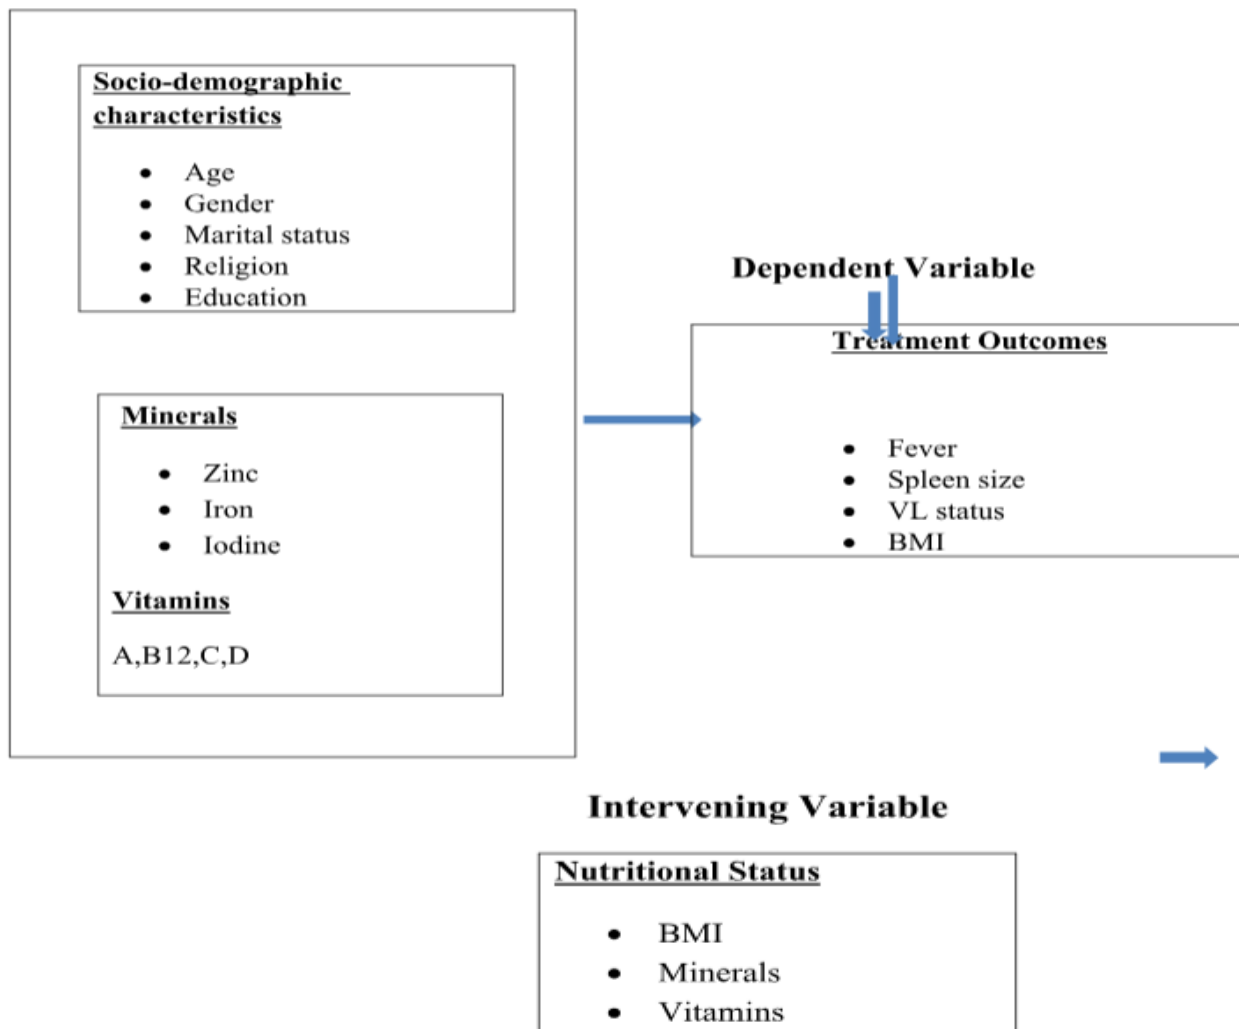 Socio-demographic
characteristics
• Age
• Gender
• Marital status
• Religion
• Education
Minerals
• Zinc
• Iron
• Iodine
Vitamins
A,B12,C,D
Dependent Variable
Treatment Outcomes
• Fever
• Spleen size
• VL status
• BMI
Intervening Variable
Nutritional Status
• BMI
• Minerals
• Vitamins